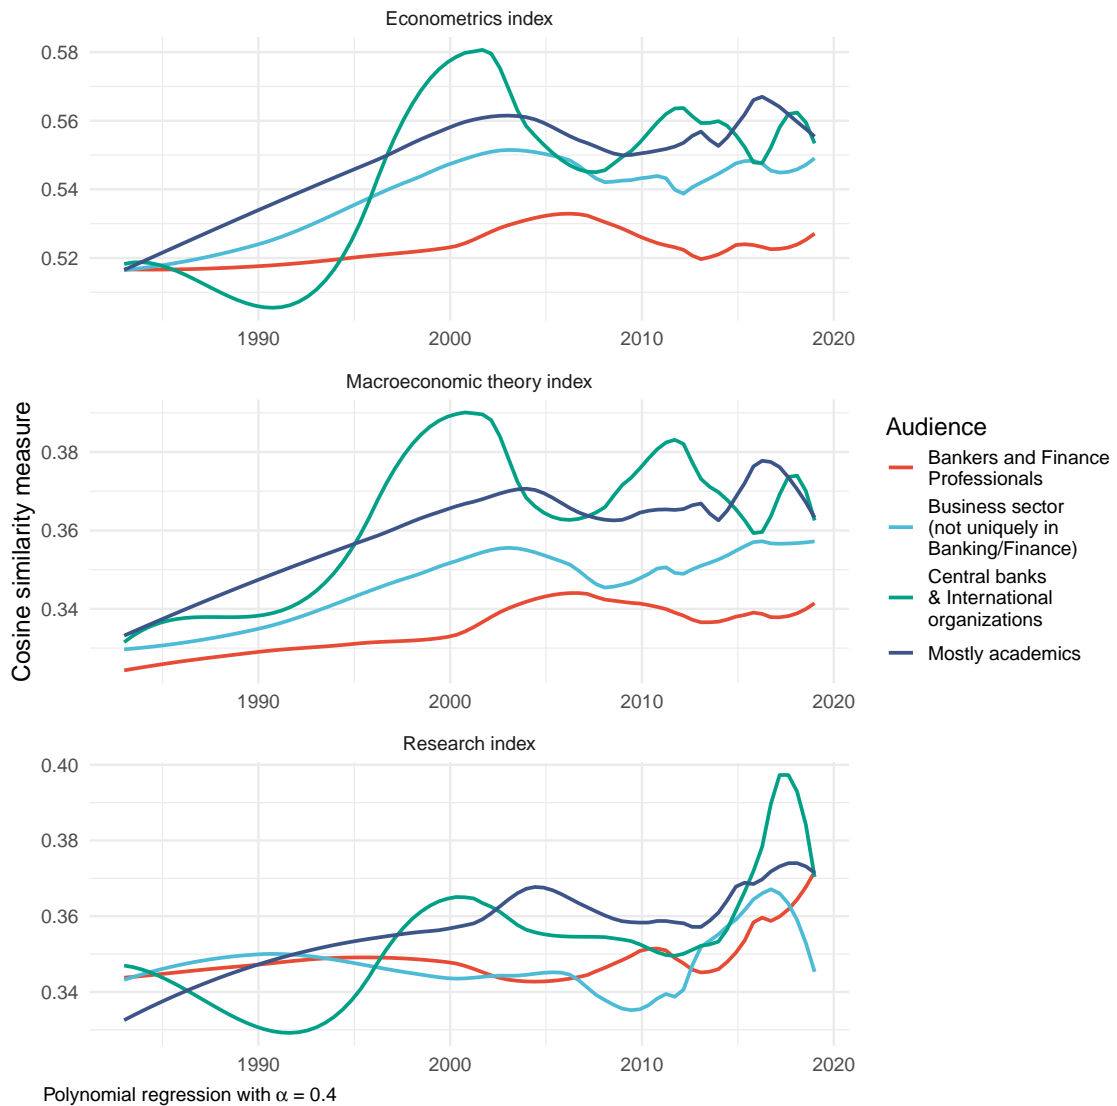 Econometrics index
0.58
0.56
0.54
0.52
1990 2000 2010 2020
Macroeconomic theory index
0.38
0.36
0.34
1990 2000 2010 2020
Research index
0.40
0.38
0.36
0.34
1990 2000 2010 2020
Cosine similarity measure
Audience
Bankers and Finance
Professionals
Business sector
(not uniquely in
Banking/Finance)
Central banks
& International
organizations
Mostly academics
Polynomial regression with α = 0.4